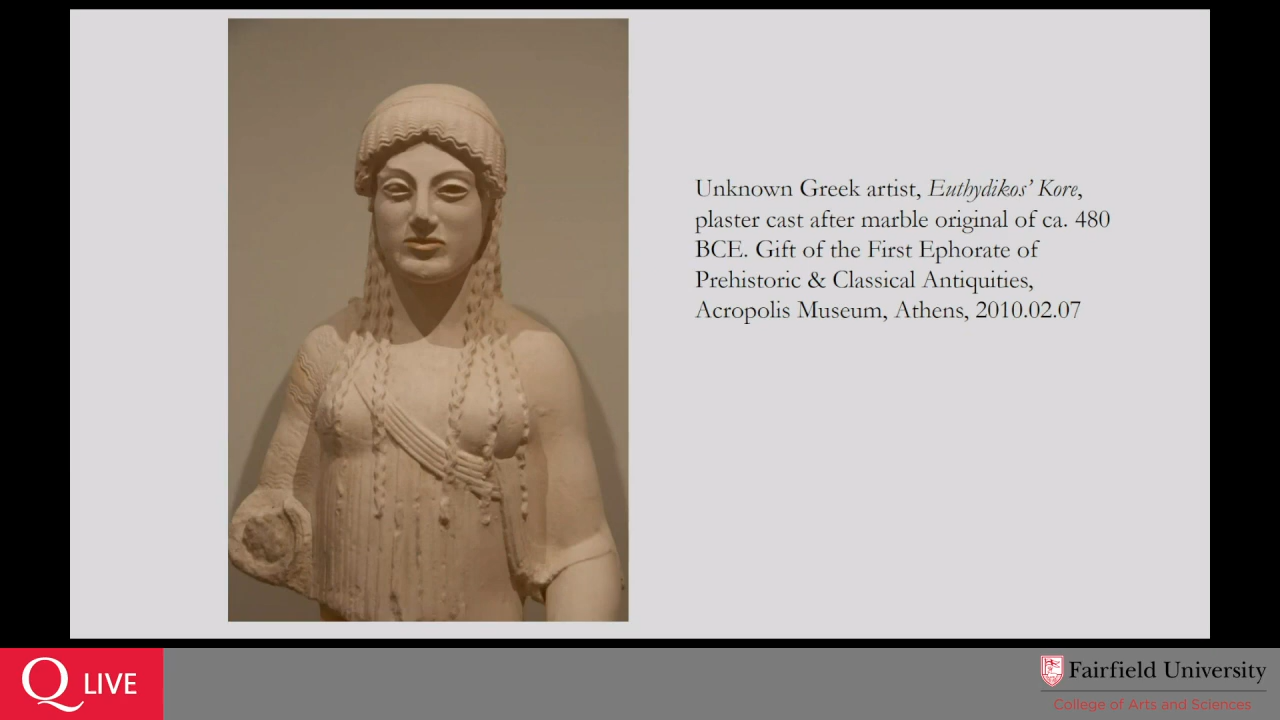 Unknown Greek artist, Euthydikos’ Kore,
plaster cast after marble original of ca. 480
BCE. Gift of the First Ephorate of
Prehistoric & Classical Antiquities,
Acropolis Museum, Athens, 2010.02.07
Q LIVE
Fairfield University
College of Arts and Sciences